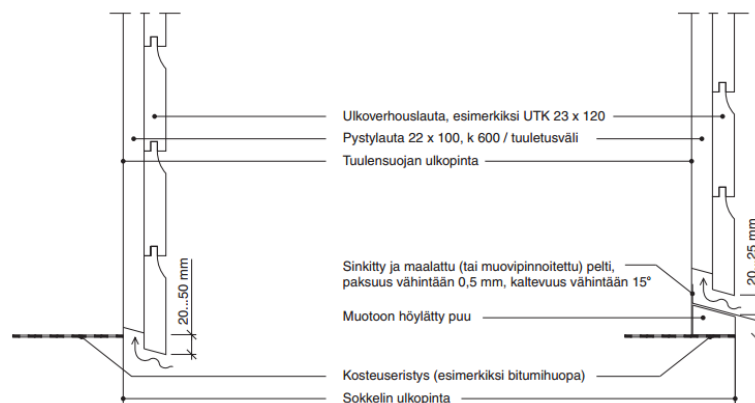 Ulkoverhouslauta, esimerkiksi UTK 23 x 120
Pystylauta 22 x 100, k 600 / tuuletusväli
Tuulensuojan ulkopinta
20...50 mm
20...25 mm
Sinkitty ja maalattu (tai muovipinnoitettu) pelti,
paksuus vähintään 0,5 mm, kaltevuus vähintään 15°
Muotoon höylätty puu
Kosteuseristys (esimerkiksi bitumihuopa)
Sokkelin ulkopinta